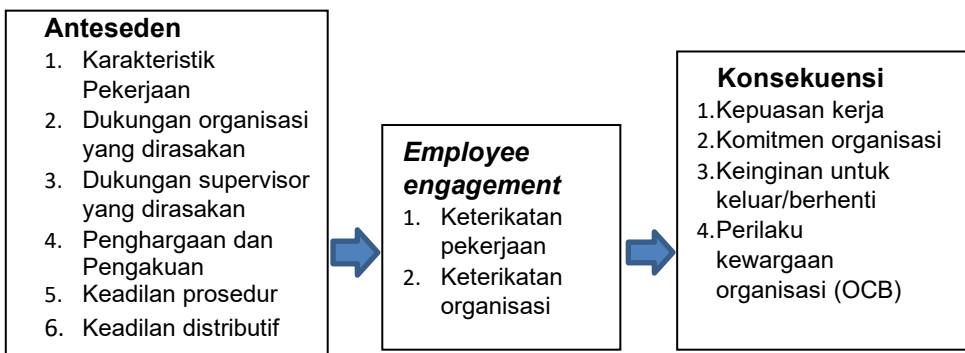 Anteseden
1. Karakteristik
Pekerjaan
2. Dukungan organisasi
yang dirasakan
3. Dukungan supervisor
yang dirasakan
4. Penghargaan dan
Pengakuan
5. Keadilan prosedur
6. Keadilan distributif
Employee
engagement
1. Keterikatan
pekerjaan
2. Keterikatan
organisasi
Konsekuensi
1.Kepuasan kerja
2.Komitmen organisasi
3.Keinginan untuk
keluar/berhenti
4.Perilaku
kewargaan
organisasi (OCB)